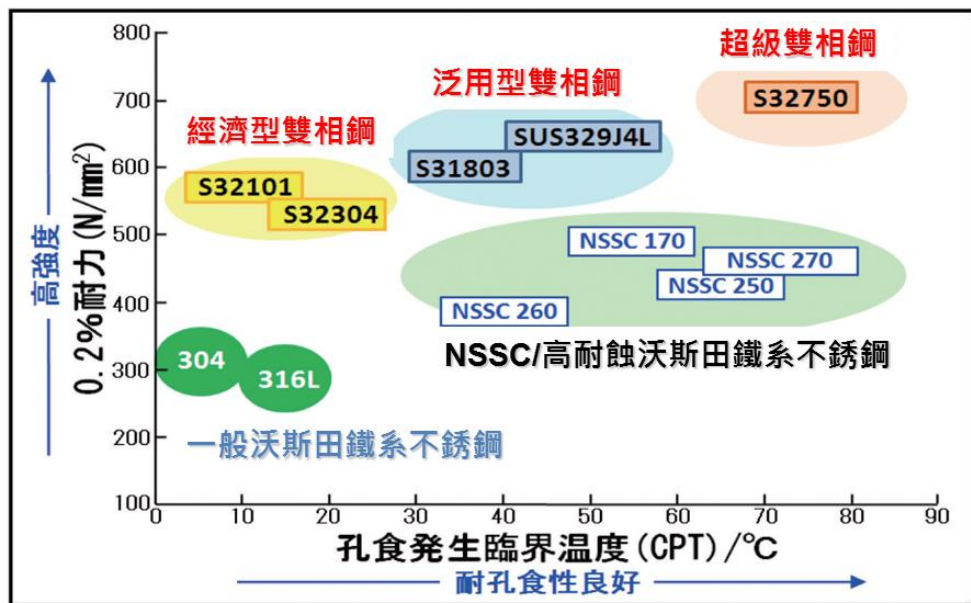 800
700
600
500
400
300
200
100
0
10
20
30
40
50
60
70
80
90
高強度
0.2%耐力(N/mm²)
超級雙相鋼
S32750
泛用型雙相鋼
SUS329J4L
S31803
經濟型雙相鋼
S32101
S32304
NSSC 170
NSSC 270
NSSC 250
NSSC 260
NSSC/高耐蝕沃斯田鐵系不銹鋼
304
316L
一般沃斯田鐵系不銹鋼
孔食発生臨界温度(CPT)/℃
耐孔食性良好